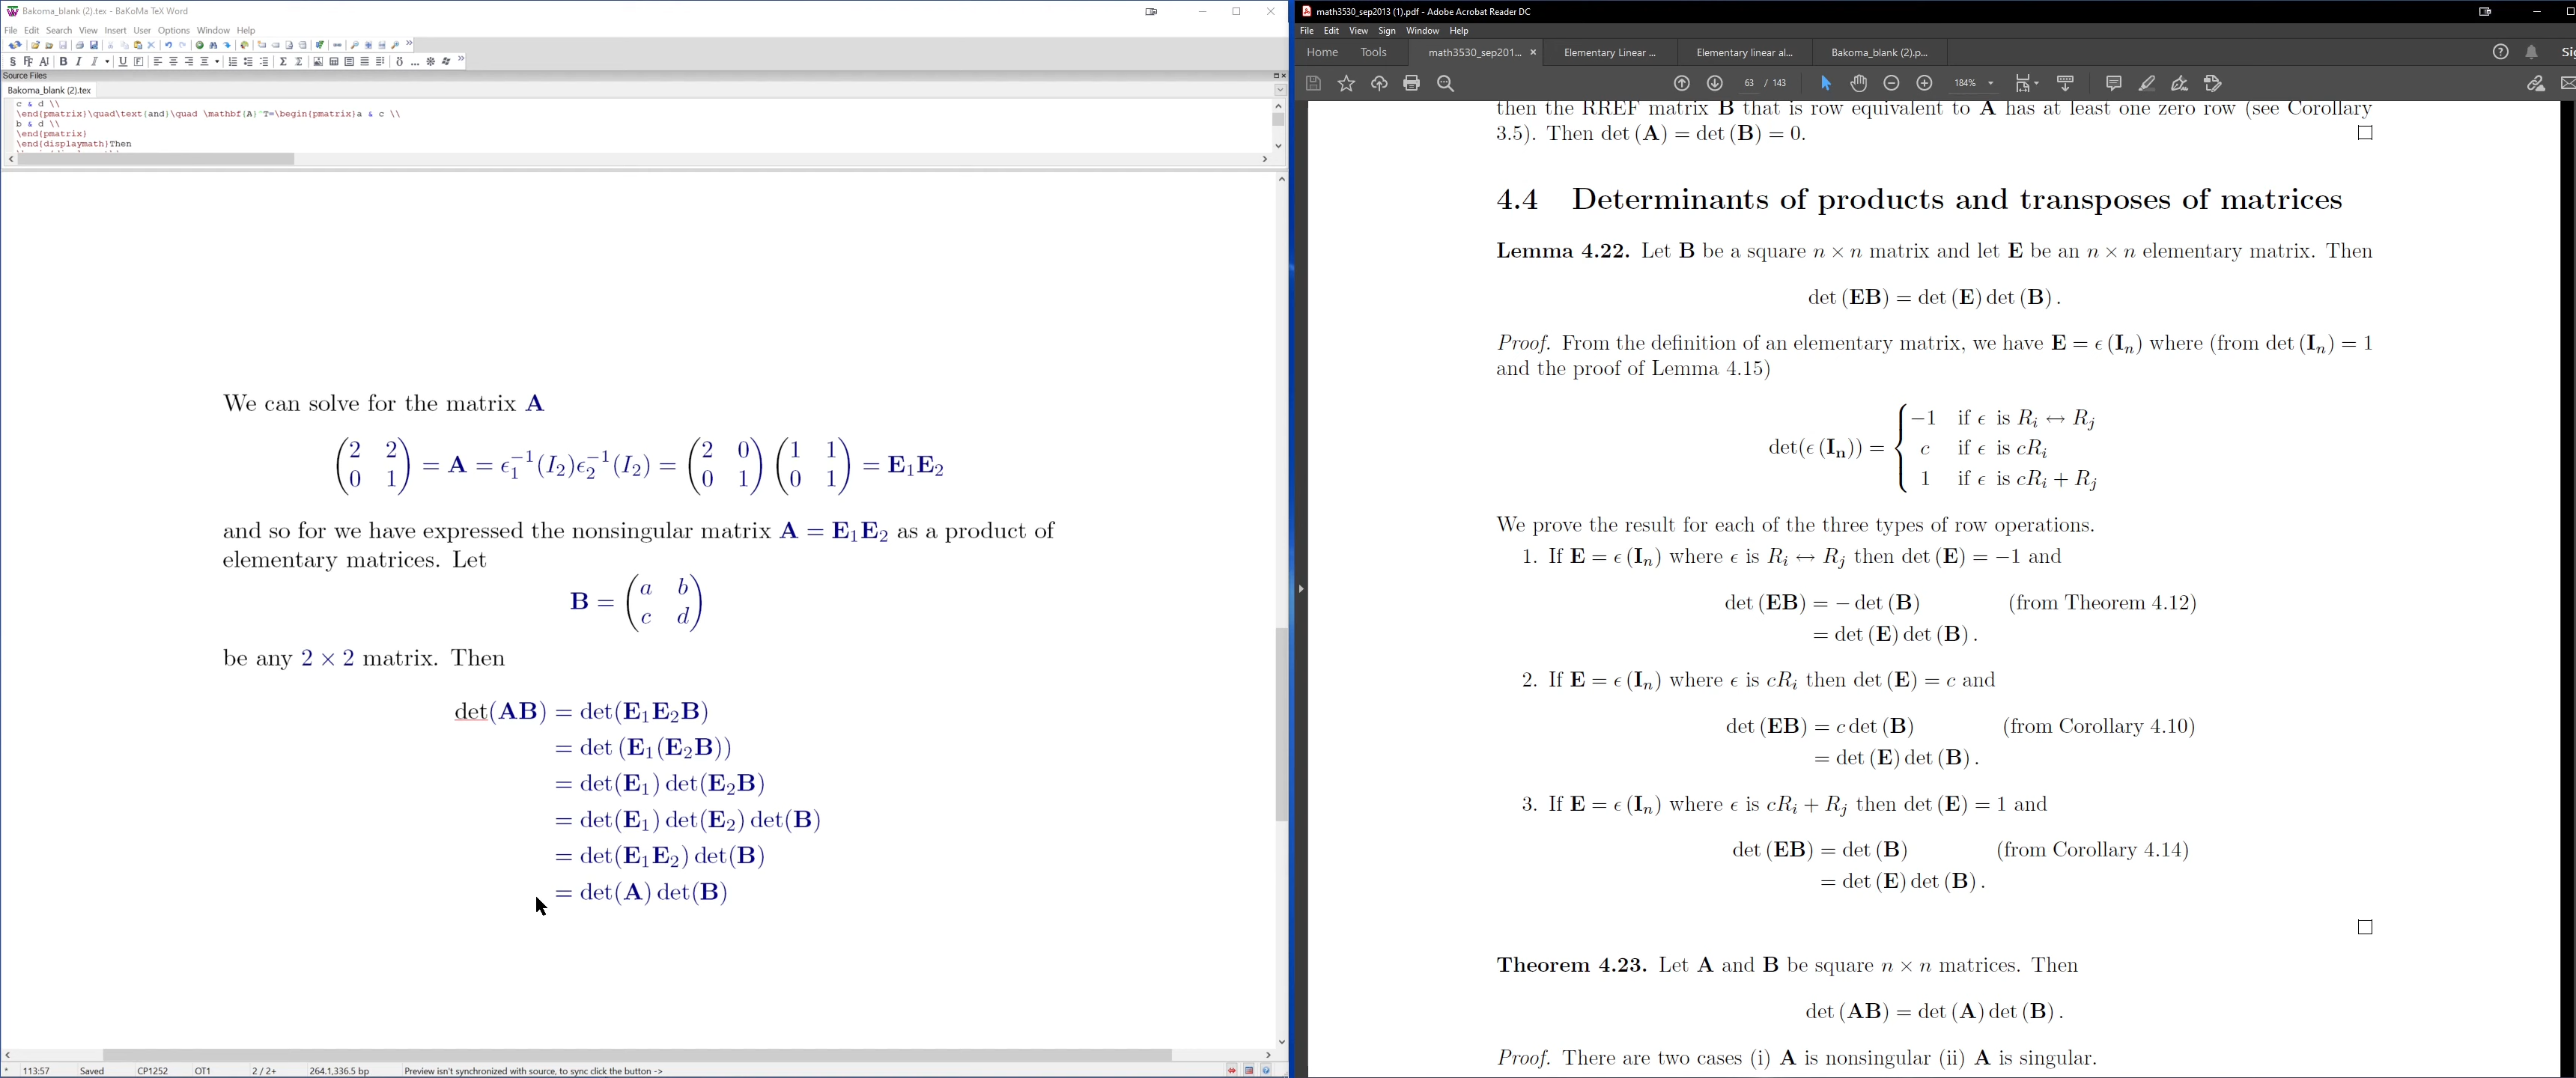 Bakoma_blank (2).tex - BaKoMa TeX Word
File Edit Search View Insert User Options Window Help
Source Files
Bakoma_blank (2).tex
c & d \\
\end{pmatrix}\quad\text{and}\quad \mathbf{A}^T=\begin{pmatrix}a & c \\
b & d \\
\end{pmatrix}
\end{displaymath}Then
We can solve for the matrix A
(2 2; 0 1) = A = ϵ₁⁻¹(I₂)ϵ₂⁻¹(I₂) = (2 0; 0 1) (1 1; 0 1) = E₁E₂
and so for we have expressed the nonsingular matrix A = E₁E₂ as a product of
elementary matrices. Let
B = (a b; c d)
be any 2 × 2 matrix. Then
det(AB) = det(E₁E₂B)
= det (E₁(E₂B))
= det(E₁) det(E₂B)
= det(E₁) det(E₂) det(B)
= det(E₁E₂) det(B)
= det(A) det(B)
113:57 Saved CP1252 OT1 2 / 2+ 264.1,336.5 bp Preview isn't synchronized with source, to sync click the button ->
math3530_sep2013 (1).pdf - Adobe Acrobat Reader DC
File Edit View Sign Window Help
Home Tools math3530_sep201... × Elementary Linear ... Elementary linear al... Bakoma_blank (2).p...
63 / 143 184%
then the RREF matrix B that is row equivalent to A has at least one zero row (see Corollary
3.5). Then det (A) = det (B) = 0. □
4.4 Determinants of products and transposes of matrices
Lemma 4.22. Let B be a square n × n matrix and let E be an n × n elementary matrix. Then
det (EB) = det (E) det (B) .
Proof. From the definition of an elementary matrix, we have E = ϵ (Iₙ) where (from det (Iₙ) = 1
and the proof of Lemma 4.15)
−1 if ϵ is Rᵢ ↔ Rⱼ
det(ϵ (Iₙ)) = { c if ϵ is cRᵢ
1 if ϵ is cRᵢ + Rⱼ
We prove the result for each of the three types of row operations.
1. If E = ϵ (Iₙ) where ϵ is Rᵢ ↔ Rⱼ then det (E) = −1 and
det (EB) = − det (B) (from Theorem 4.12)
= det (E) det (B) .
2. If E = ϵ (Iₙ) where ϵ is cRᵢ then det (E) = c and
det (EB) = c det (B) (from Corollary 4.10)
= det (E) det (B) .
3. If E = ϵ (Iₙ) where ϵ is cRᵢ + Rⱼ then det (E) = 1 and
det (EB) = det (B) (from Corollary 4.14)
= det (E) det (B) .
□
Theorem 4.23. Let A and B be square n × n matrices. Then
det (AB) = det (A) det (B) .
Proof. There are two cases (i) A is nonsingular (ii) A is singular.